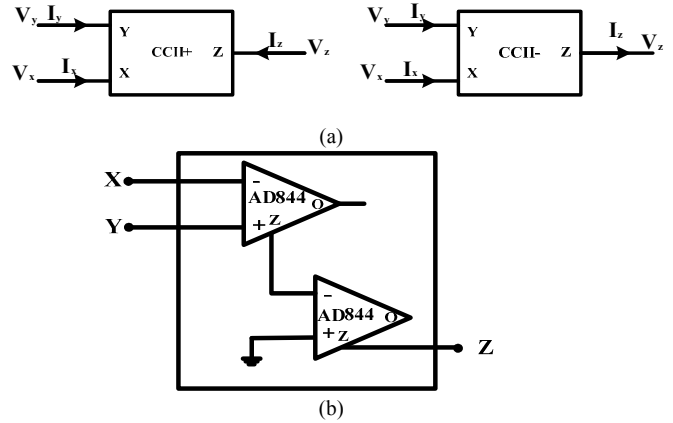 Vy Iy Y CCII+ Z Iz Vz
Vx Ix X
Vy Iy Y CCII- Z Iz Vz
Vx Ix X
(a)
X - AD844 O
Y + Z
- AD844 O
+ Z Z
(b)